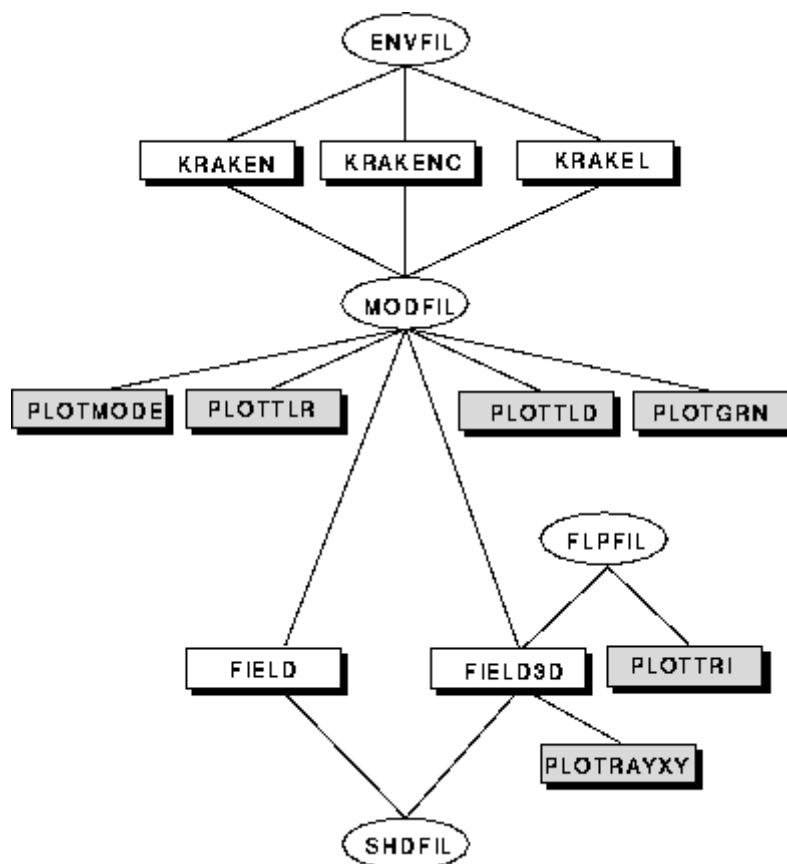 ENVFIL
KRAKEN KRAKENC KRAKEL
MODFIL
PLOTMODE PLOTTLR PLOTTLD PLOTGRN
FLPFIL
FIELD FIELD3D PLOTTRI
PLOTRAYXY
SHDFIL